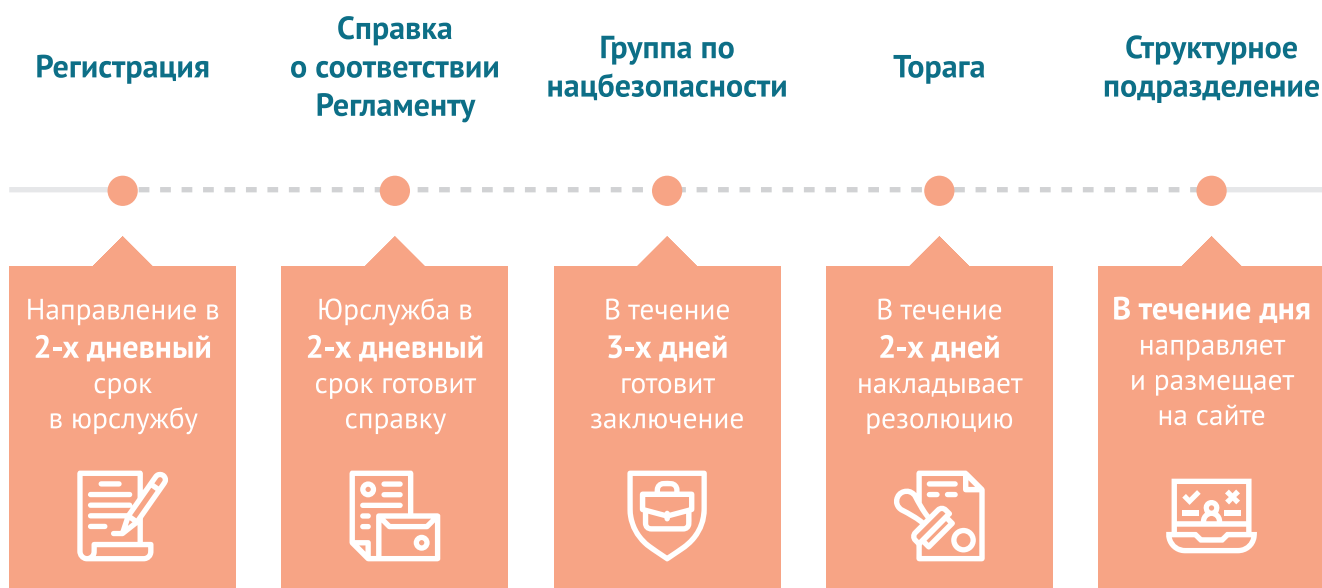 Регистрация
Справка
о соответствии
Регламенту
Группа по
нацбезопасности
Торага
Структурное
подразделение
Направление в
2-х дневный
срок
в юрслужбу
Юрслужба в
2-х дневный
срок готовит
справку
В течение
3-х дней
готовит
заключение
В течение
2-х дней
накладывает
резолюцию
В течение дня
направляет
и размещает
на сайте